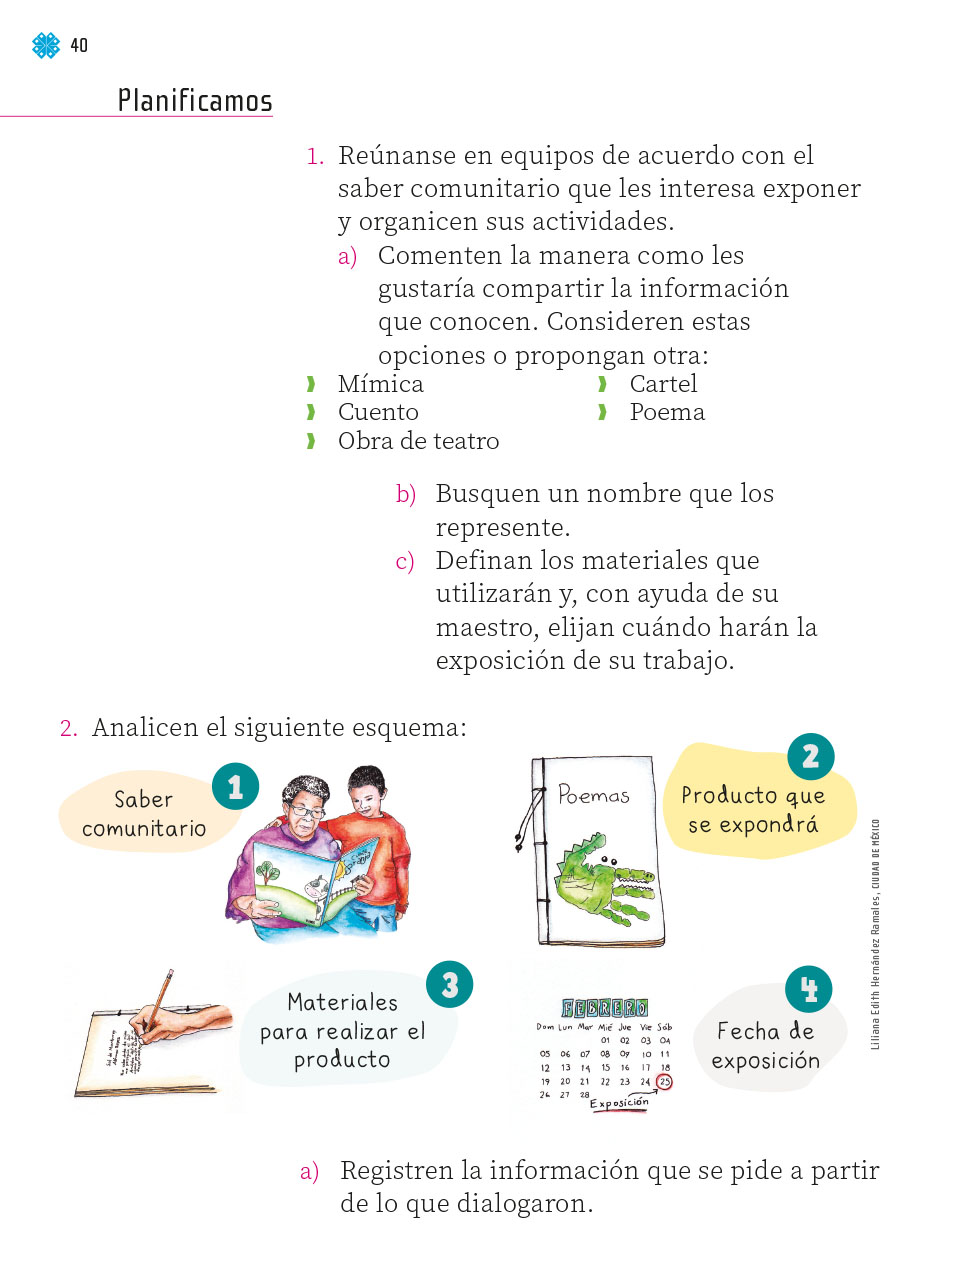 40
Planificamos
1. Reúnanse en equipos de acuerdo con el
saber comunitario que les interesa exponer
y organicen sus actividades.
a) Comenten la manera como les
gustaría compartir la información
que conocen. Consideren estas
opciones o propongan otra:
Mímica
Cuento
Obra de teatro
Cartel
Poema
b) Busquen un nombre que los
represente.
c) Definan los materiales que
utilizarán y, con ayuda de su
maestro, elijan cuándo harán la
exposición de su trabajo.
2. Analicen el siguiente esquema:
1
Saber
comunitario
Poemas
2
Producto que
se expondrá
3
Materiales
para realizar el
producto
FEBRERO
Dom Lun Mar Mié Jue Vie Sáb
01 02 03 04
05 06 07 08 09 10 11
12 13 14 15 16 17 18
19 20 21 22 23 24 25
26 27 28
Exposición
4
Fecha de
exposición
Liliana Edith Hernández Ramales, CIUDAD DE MÉXICO
a) Registren la información que se pide a partir
de lo que dialogaron.